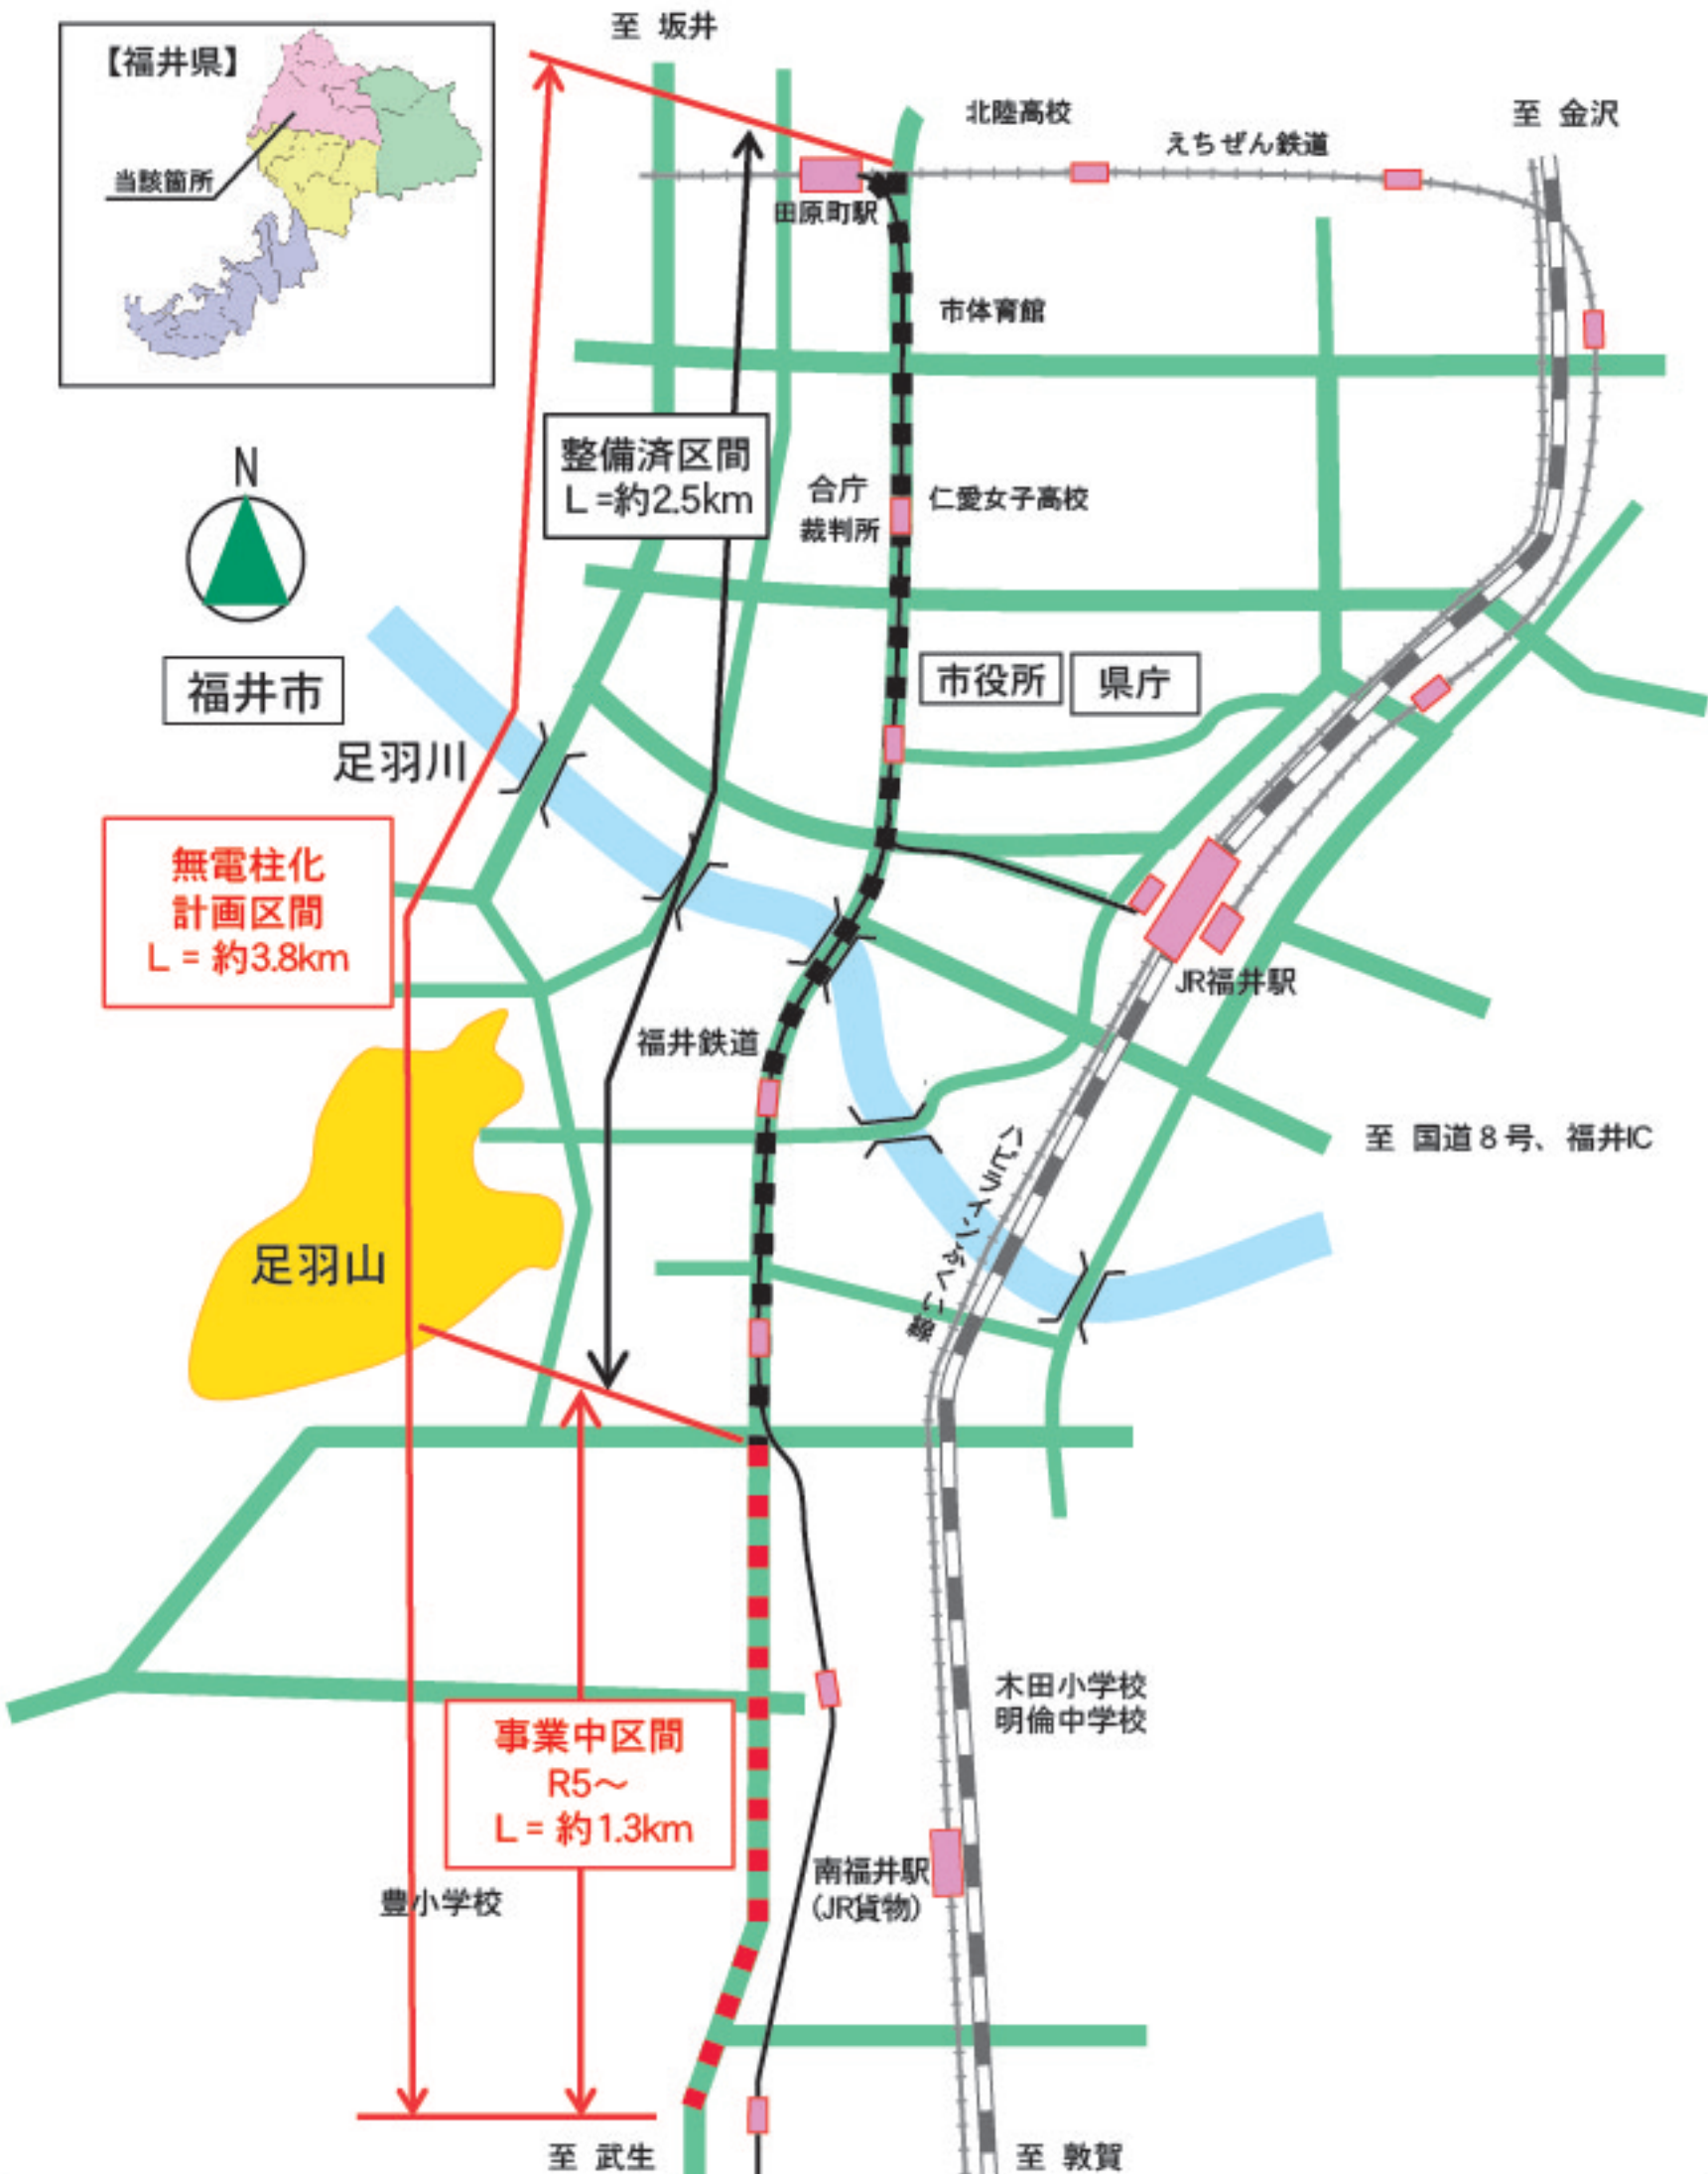 至 坂井
【福井県】
当該箇所
北陸高校
至 金沢
えちぜん鉄道
田原町駅
市体育館
整備済区間
L=約2.5km
合庁
裁判所
仁愛女子高校
N
福井市
市役所
県庁
足羽川
無電柱化
計画区間
L = 約3.8km
JR福井駅
福井鉄道
至 国道8号、福井IC
ハピラインふくい線
足羽山
木田小学校
明倫中学校
事業中区間
R5～
L = 約1.3km
南福井駅
(JR貨物)
豊小学校
至 武生
至 敦賀